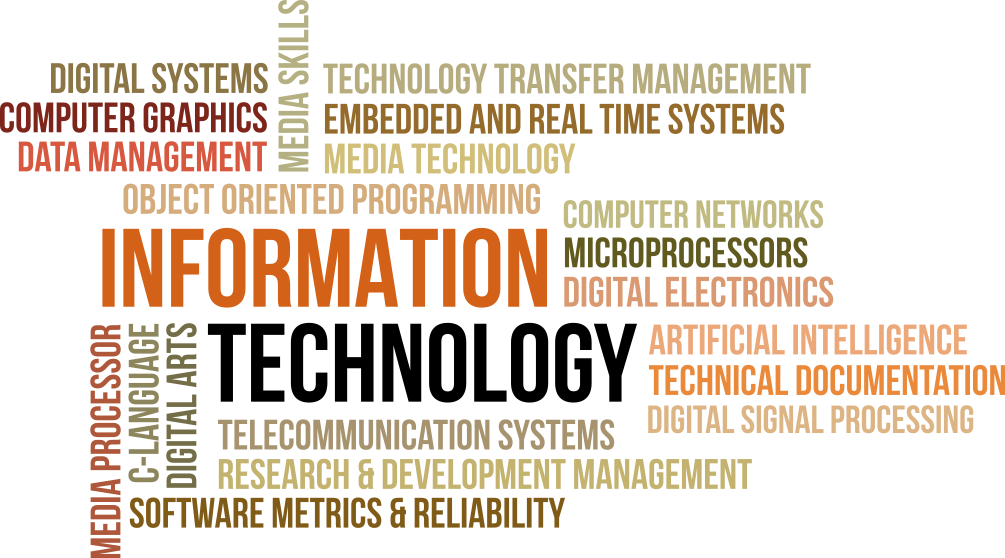 MEDIA SKILLS
DIGITAL SYSTEMS
TECHNOLOGY TRANSFER MANAGEMENT
COMPUTER GRAPHICS
EMBEDDED AND REAL TIME SYSTEMS
DATA MANAGEMENT
MEDIA TECHNOLOGY
OBJECT ORIENTED PROGRAMMING
COMPUTER NETWORKS
INFORMATION
MICROPROCESSORS
DIGITAL ELECTRONICS
MEDIA PROCESSOR
C-LANGUAGE
DIGITAL ARTS
TECHNOLOGY
ARTIFICIAL INTELLIGENCE
TECHNICAL DOCUMENTATION
DIGITAL SIGNAL PROCESSING
TELECOMMUNICATION SYSTEMS
RESEARCH & DEVELOPMENT MANAGEMENT
SOFTWARE METRICS & RELIABILITY